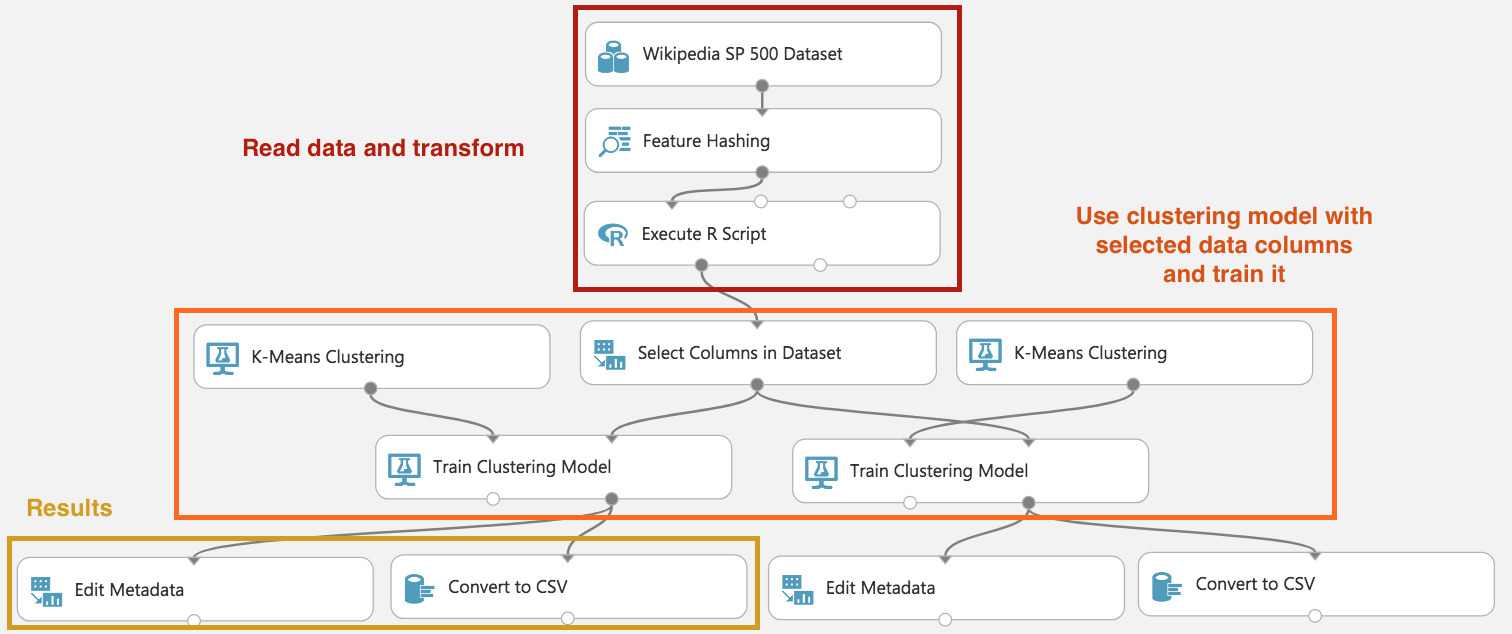 Wikipedia SP 500 Dataset
Feature Hashing
Read data and transform
Execute R Script
Use clustering model with
selected data columns
and train it
K-Means Clustering
Select Columns in Dataset
K-Means Clustering
Train Clustering Model
Train Clustering Model
Results
Edit Metadata
Convert to CSV
Edit Metadata
Convert to CSV